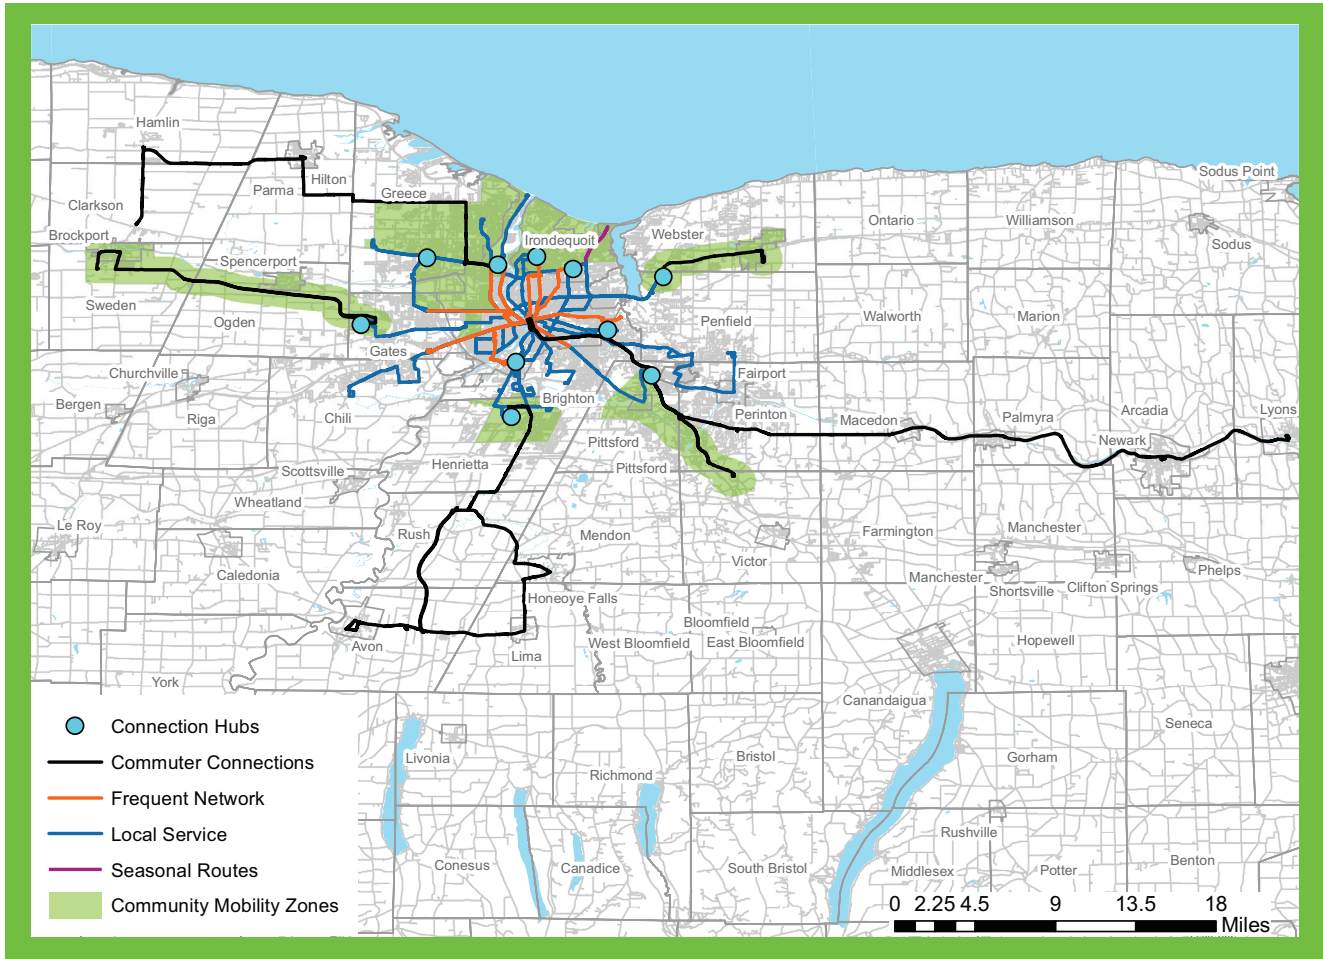 Hamlin
Sodus Point
Hilton
Parma
Greece
Clarkson
Ontario
Williamson
Brockport
Irondequoit
Webster
Sodus
Spencerport
Sweden
Ogden
Walworth
Marion
Penfield
Gates
Churchville
Fairport
Bergen
Riga
Chili
Brighton
Perinton
Macedon
Palmyra
Arcadia
Lyons
Newark
Pittsford
Henrietta
Pittsford
Scottsville
Wheatland
Le Roy
Rush
Mendon
Farmington
Manchester
Victor
Caledonia
Manchester
Phelps
Shortsville
Clifton Springs
Honeoye Falls
Bloomfield
Avon
West Bloomfield
East Bloomfield
Hopewell
Lima
York
Canandaigua
Seneca
Livonia
Bristol
Gorham
Richmond
Rushville
Conesus
Canadice
South Bristol
Middlesex
Potter
Benton
Connection Hubs
Commuter Connections
Frequent Network
Local Service
Seasonal Routes
Community Mobility Zones
0 2.25 4.5 9 13.5 18
Miles